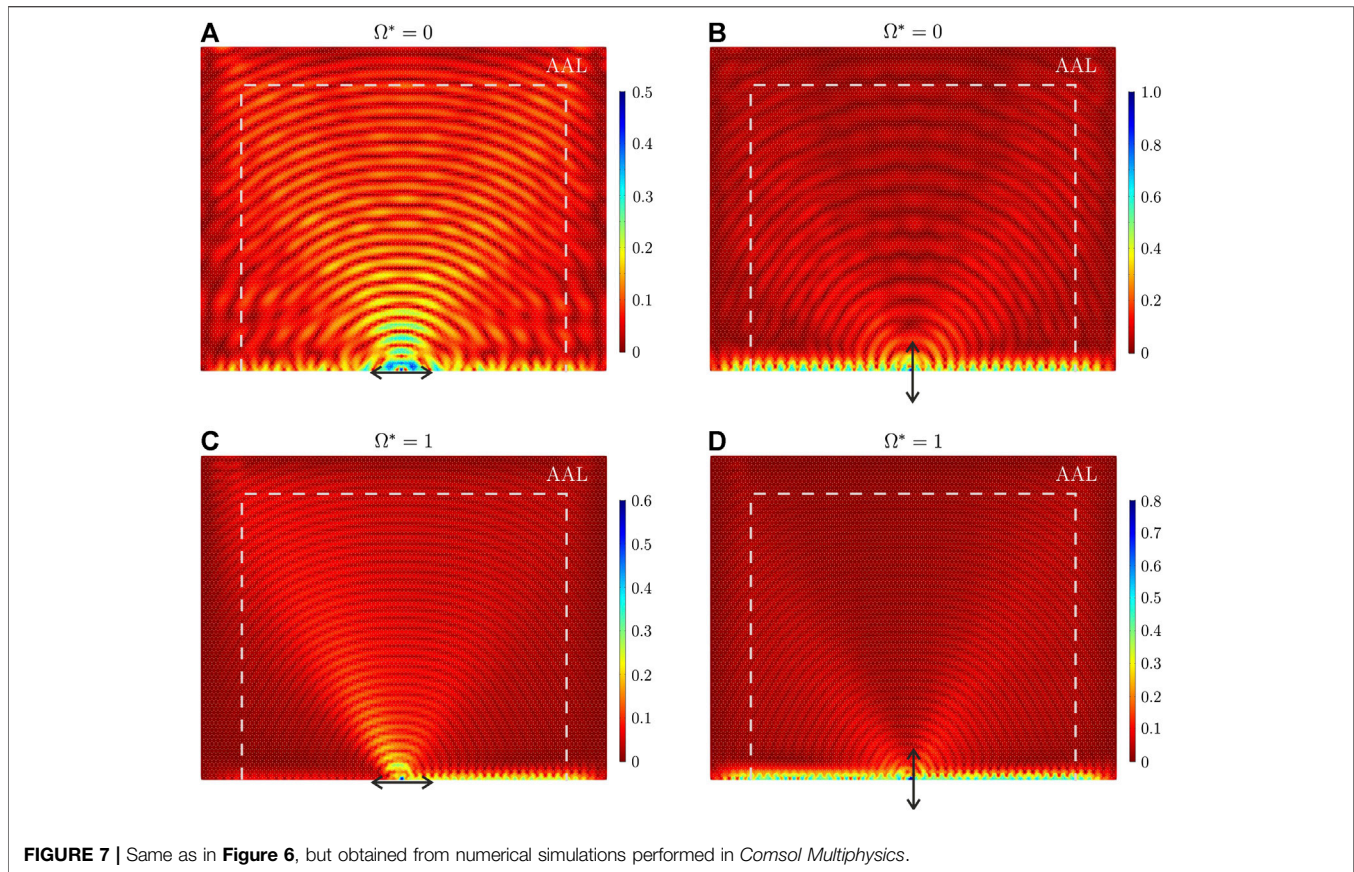 A
Ω* = 0
AAL
0.5
0.4
0.3
0.2
0.1
0
B
Ω* = 0
AAL
1.0
0.8
0.6
0.4
0.2
0
C
Ω* = 1
AAL
0.6
0.5
0.4
0.3
0.2
0.1
0
D
Ω* = 1
AAL
0.8
0.7
0.6
0.5
0.4
0.3
0.2
0.1
0
FIGURE 7 | Same as in Figure 6, but obtained from numerical simulations performed in Comsol Multiphysics.